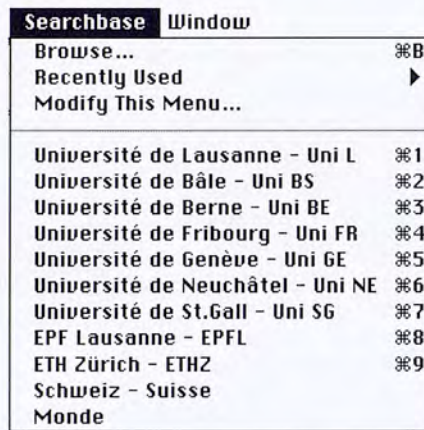 Searchbase Window
Browse... ⌘B
Recently Used ▶
Modify This Menu...
Université de Lausanne - Uni L ⌘1
Université de Bâle - Uni BS ⌘2
Université de Berne - Uni BE ⌘3
Université de Fribourg - Uni FR ⌘4
Université de Genève - Uni GE ⌘5
Université de Neuchâtel - Uni NE ⌘6
Université de St.Gall - Uni SG ⌘7
EPF Lausanne - EPFL ⌘8
ETH Zürich - ETHZ ⌘9
Schweiz - Suisse
Monde